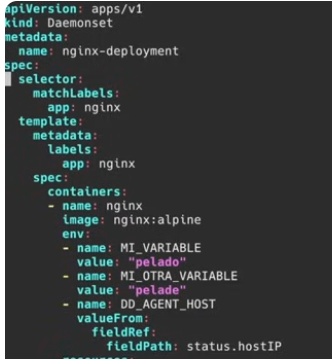 apiVersion: apps/v1
kind: Daemonset
metadata:
  name: nginx-deployment
spec:
  selector:
    matchLabels:
      app: nginx
  template:
    metadata:
      labels:
        app: nginx
    spec:
      containers:
      - name: nginx
        image: nginx:alpine
        env:
        - name: MI_VARIABLE
          value: "pelado"
        - name: MI_OTRA_VARIABLE
          value: "pelade"
        - name: DD_AGENT_HOST
          valueFrom:
            fieldRef:
              fieldPath: status.hostIP